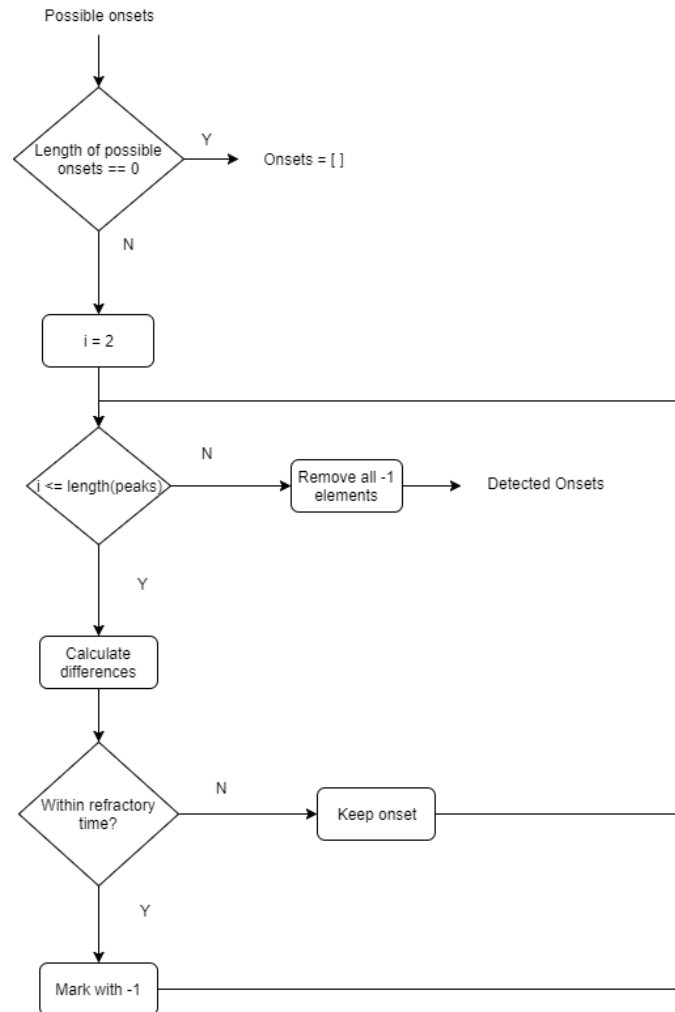 Possible onsets
Length of possible
onsets == 0
Y
Onsets = [ ]
N
i = 2
i <= length(peaks)
N
Remove all -1
elements
Detected Onsets
Y
Calculate
differences
Within refractory
time?
N
Keep onset
Y
Mark with -1